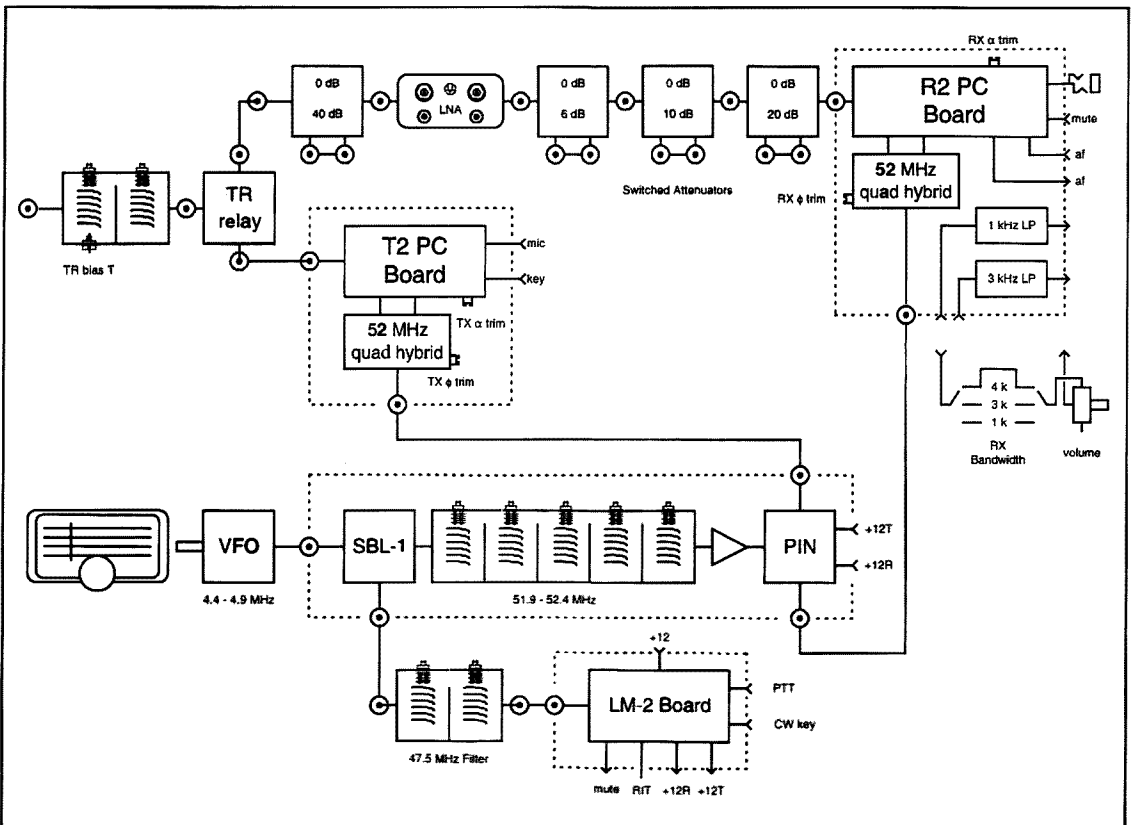 RX α trim
0 dB
40 dB
LNA
0 dB
6 dB
0 dB
10 dB
0 dB
20 dB
R2 PC
Board
mute
af
af
Switched Attenuators
52 MHz
quad hybrid
RX ϕ trim
1 kHz LP
3 kHz LP
TR
relay
TR bias T
T2 PC
Board
mic
key
TX α trim
52 MHz
quad hybrid
TX ϕ trim
4 k
3 k
1 k
RX
Bandwidth
volume
VFO
4.4 - 4.9 MHz
SBL-1
51.9 - 52.4 MHz
PIN
+12T
+12R
+12
LM-2 Board
PTT
CW key
47.5 MHz Filter
mute
RIT
+12R
+12T